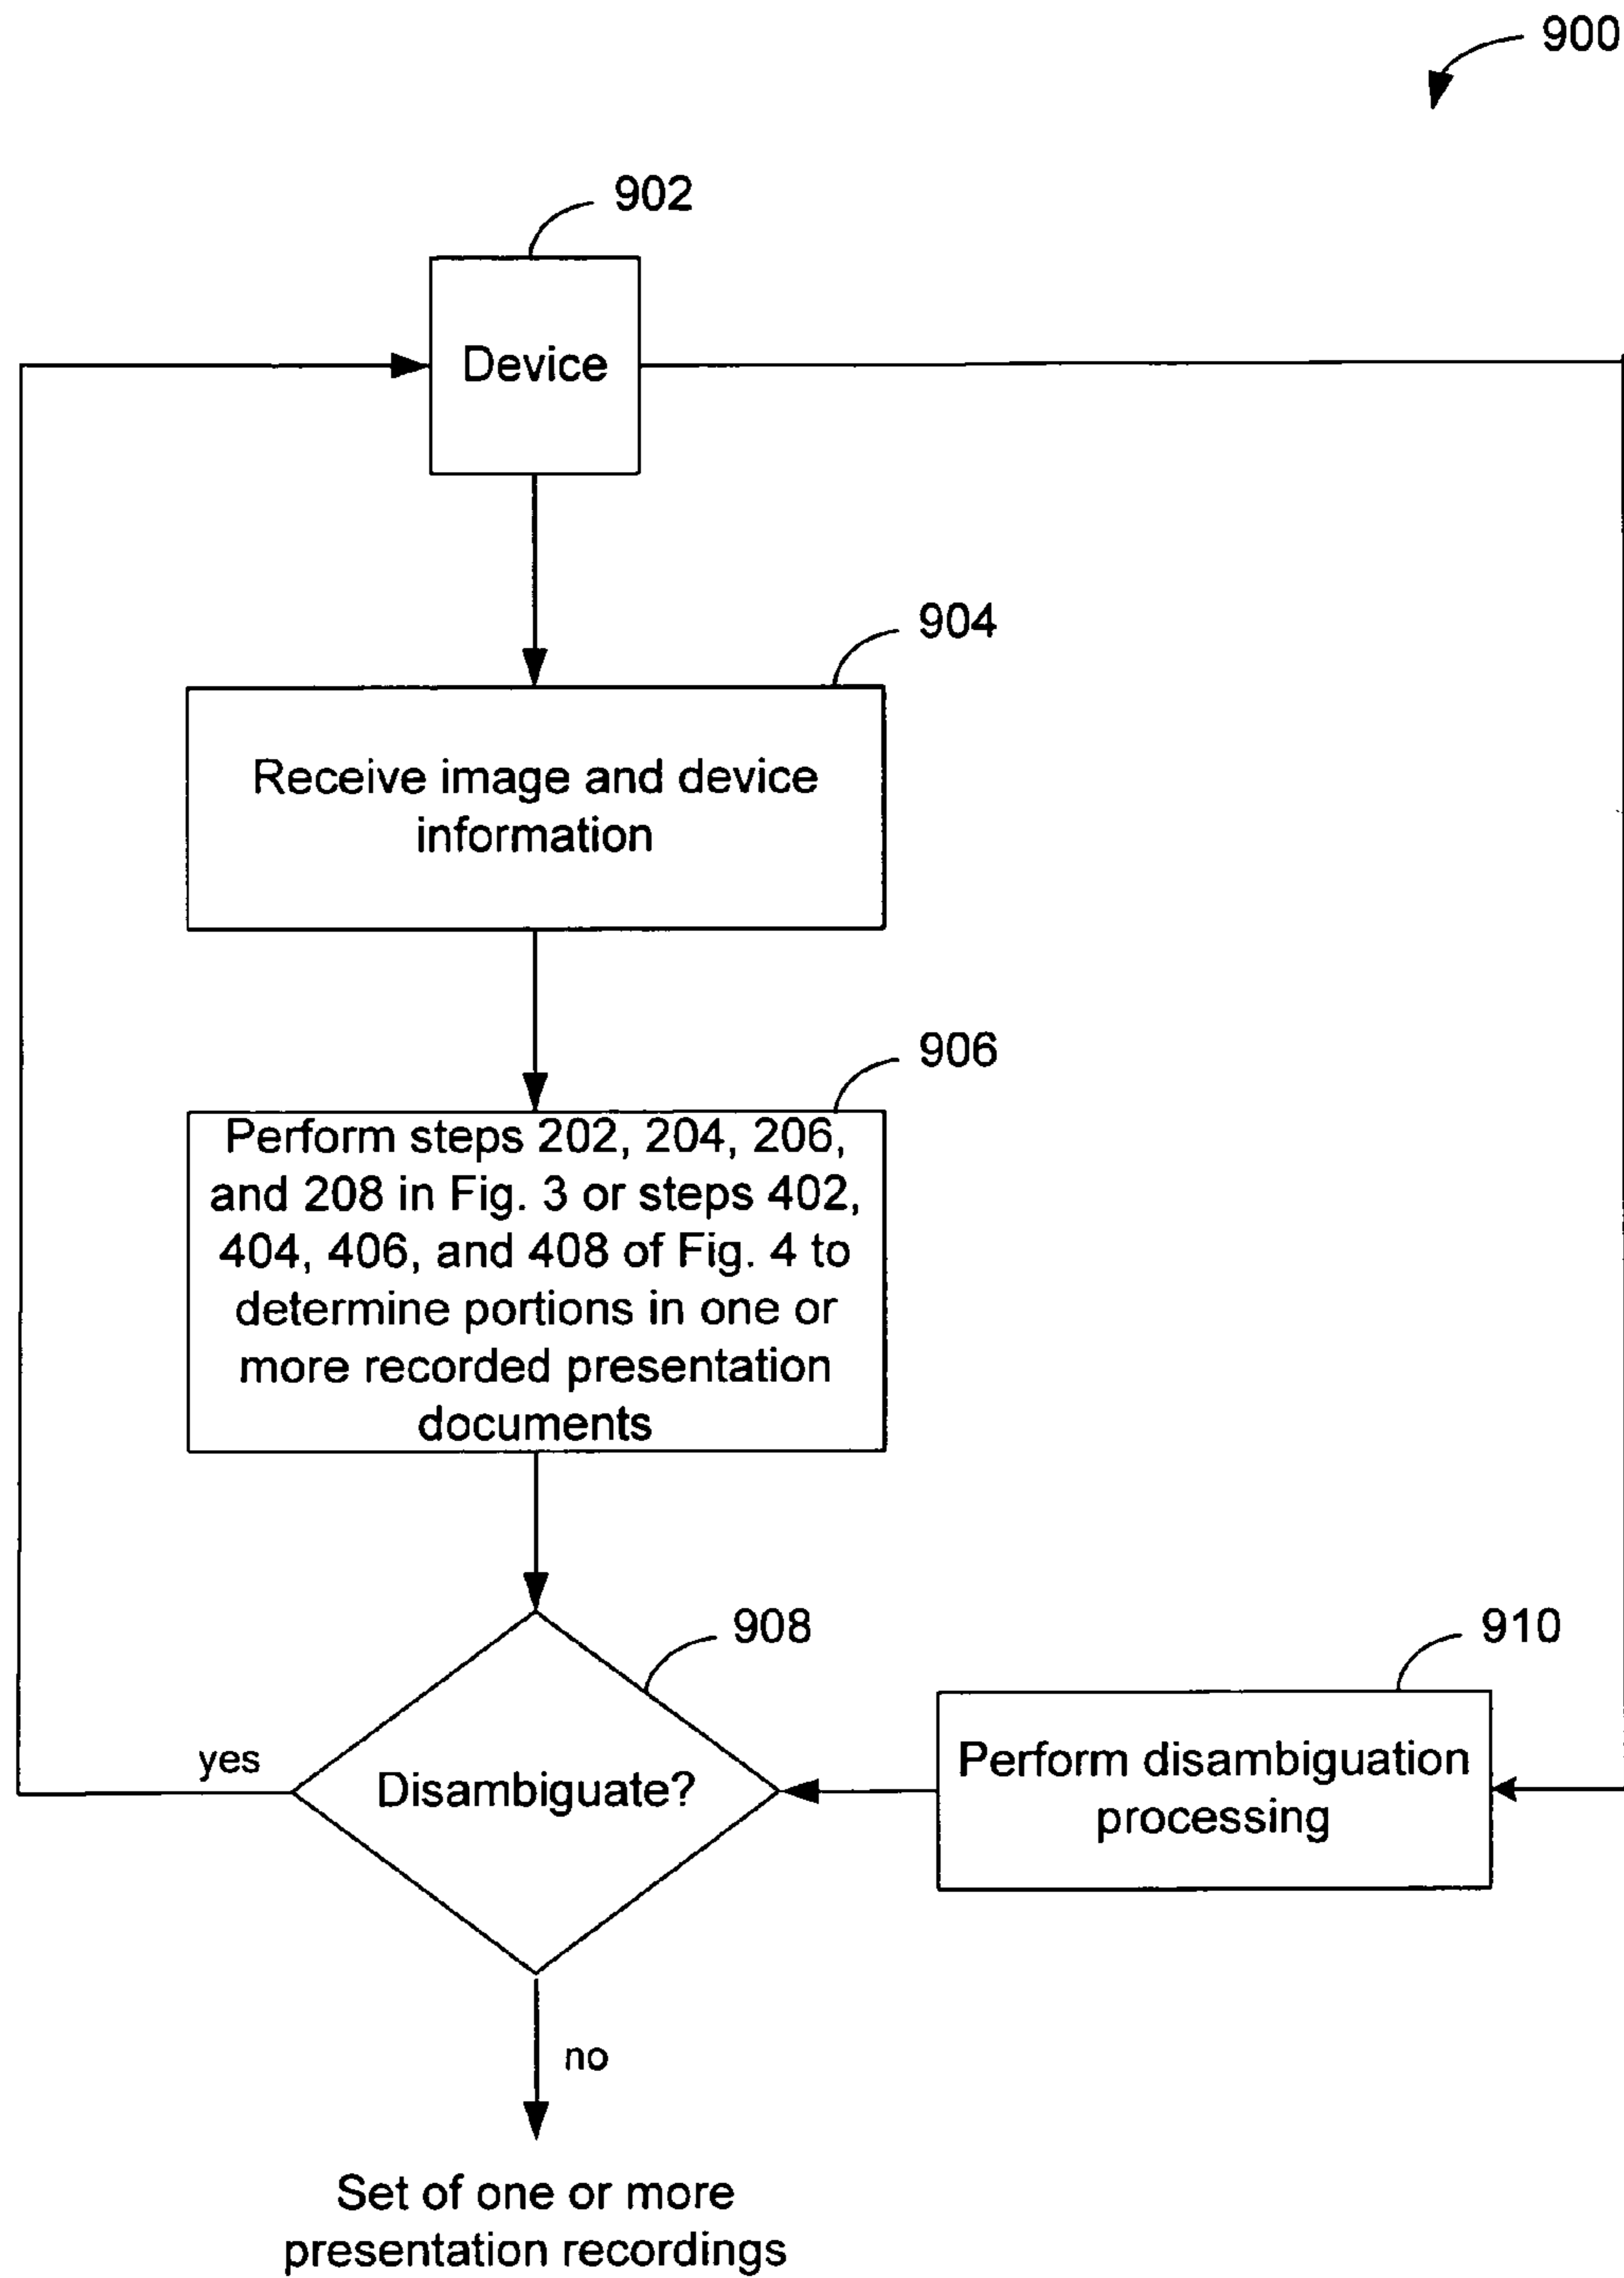 900
902
Device
904
Receive image and device
information
906
Perform steps 202, 204, 206,
and 208 in Fig. 3 or steps 402,
404, 406, and 408 of Fig. 4 to
determine portions in one or
more recorded presentation
documents
908
910
yes
Disambiguate?
Perform disambiguation
processing
no
Set of one or more
presentation recordings